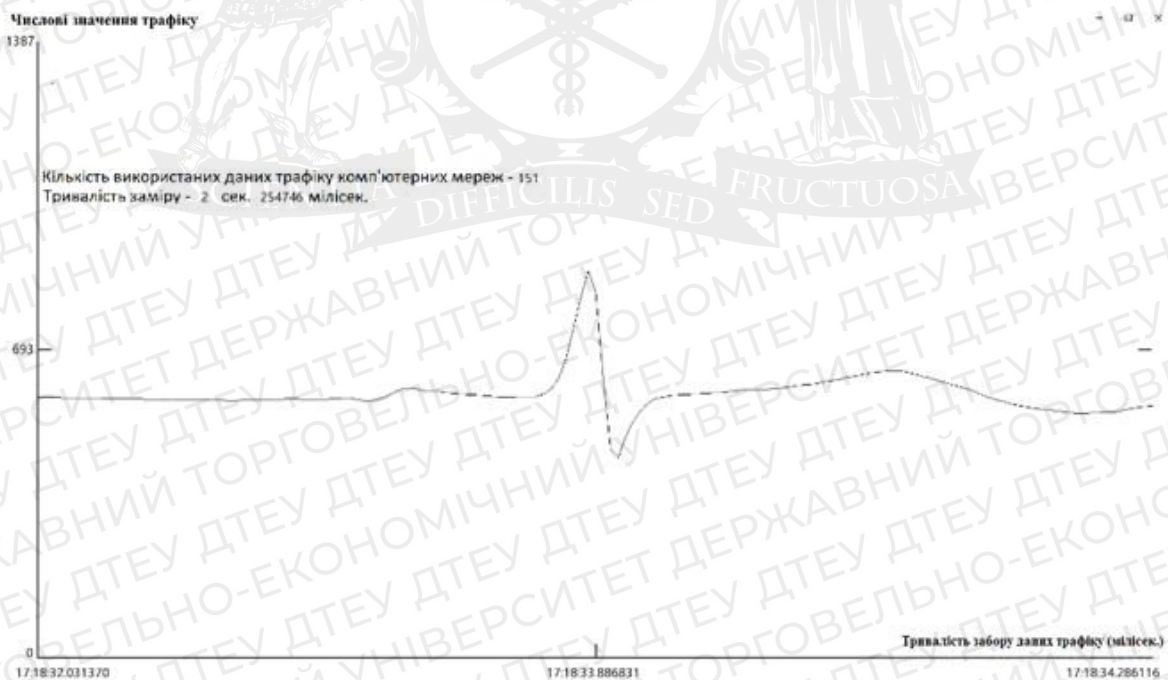 Числові значення трафіку
1387
Кількість використаних даних трафіку комп'ютерних мереж - 151
Тривалість заміру - 2 сек. 254746 мілісек.
DIFFICILIS SED FRUCTUOSA
693
0
Тривалість забору даних трафіку (мілісек.)
17:18:32.031370 17:18:33.886831 17:18:34.286116